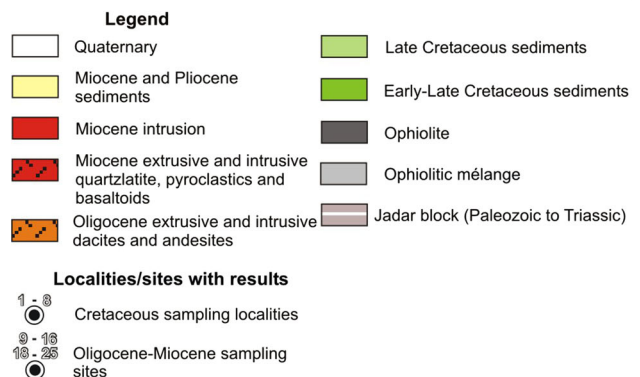 Legend
Quaternary
Miocene and Pliocene
sediments
Miocene intrusion
Miocene extrusive and intrusive
quartzlatite, pyroclastics and
basaltoids
Oligocene extrusive and intrusive
dacites and andesites
Late Cretaceous sediments
Early-Late Cretaceous sediments
Ophiolite
Ophiolitic mélange
Jadar block (Paleozoic to Triassic)
Localities/sites with results
1 - 8
Cretaceous sampling localities
9 - 16
18 - 25
Oligocene-Miocene sampling
sites